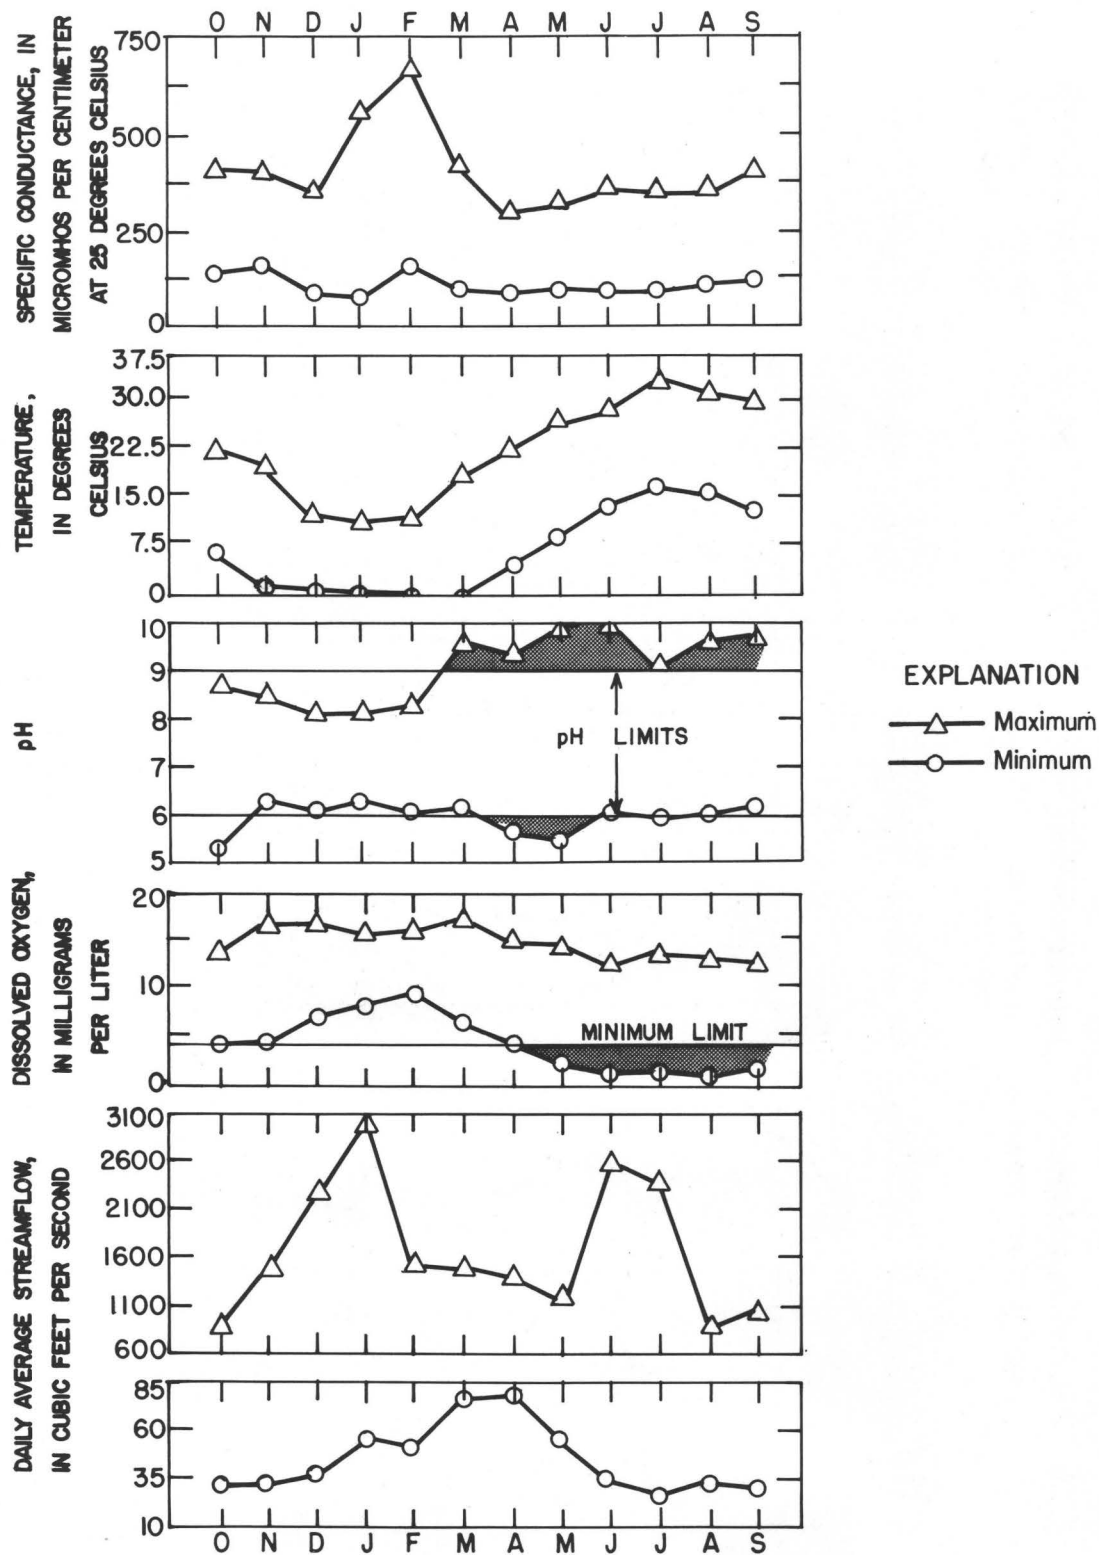 O N D J F M A M J J A S
SPECIFIC CONDUCTANCE, IN
MICROMHOS PER CENTIMETER
AT 25 DEGREES CELSIUS
750
500
250
0
TEMPERATURE,
IN DEGREES
CELSIUS
37.5
30.0
22.5
15.0
7.5
0
pH
10
9
8
7
6
5
pH LIMITS
EXPLANATION
Maximum
Minimum
DISSOLVED OXYGEN,
IN MILLIGRAMS
PER LITER
20
10
0
MINIMUM LIMIT
DAILY AVERAGE STREAMFLOW,
IN CUBIC FEET PER SECOND
3100
2600
2100
1600
1100
600
85
60
35
10
O N D J F M A M J J A S